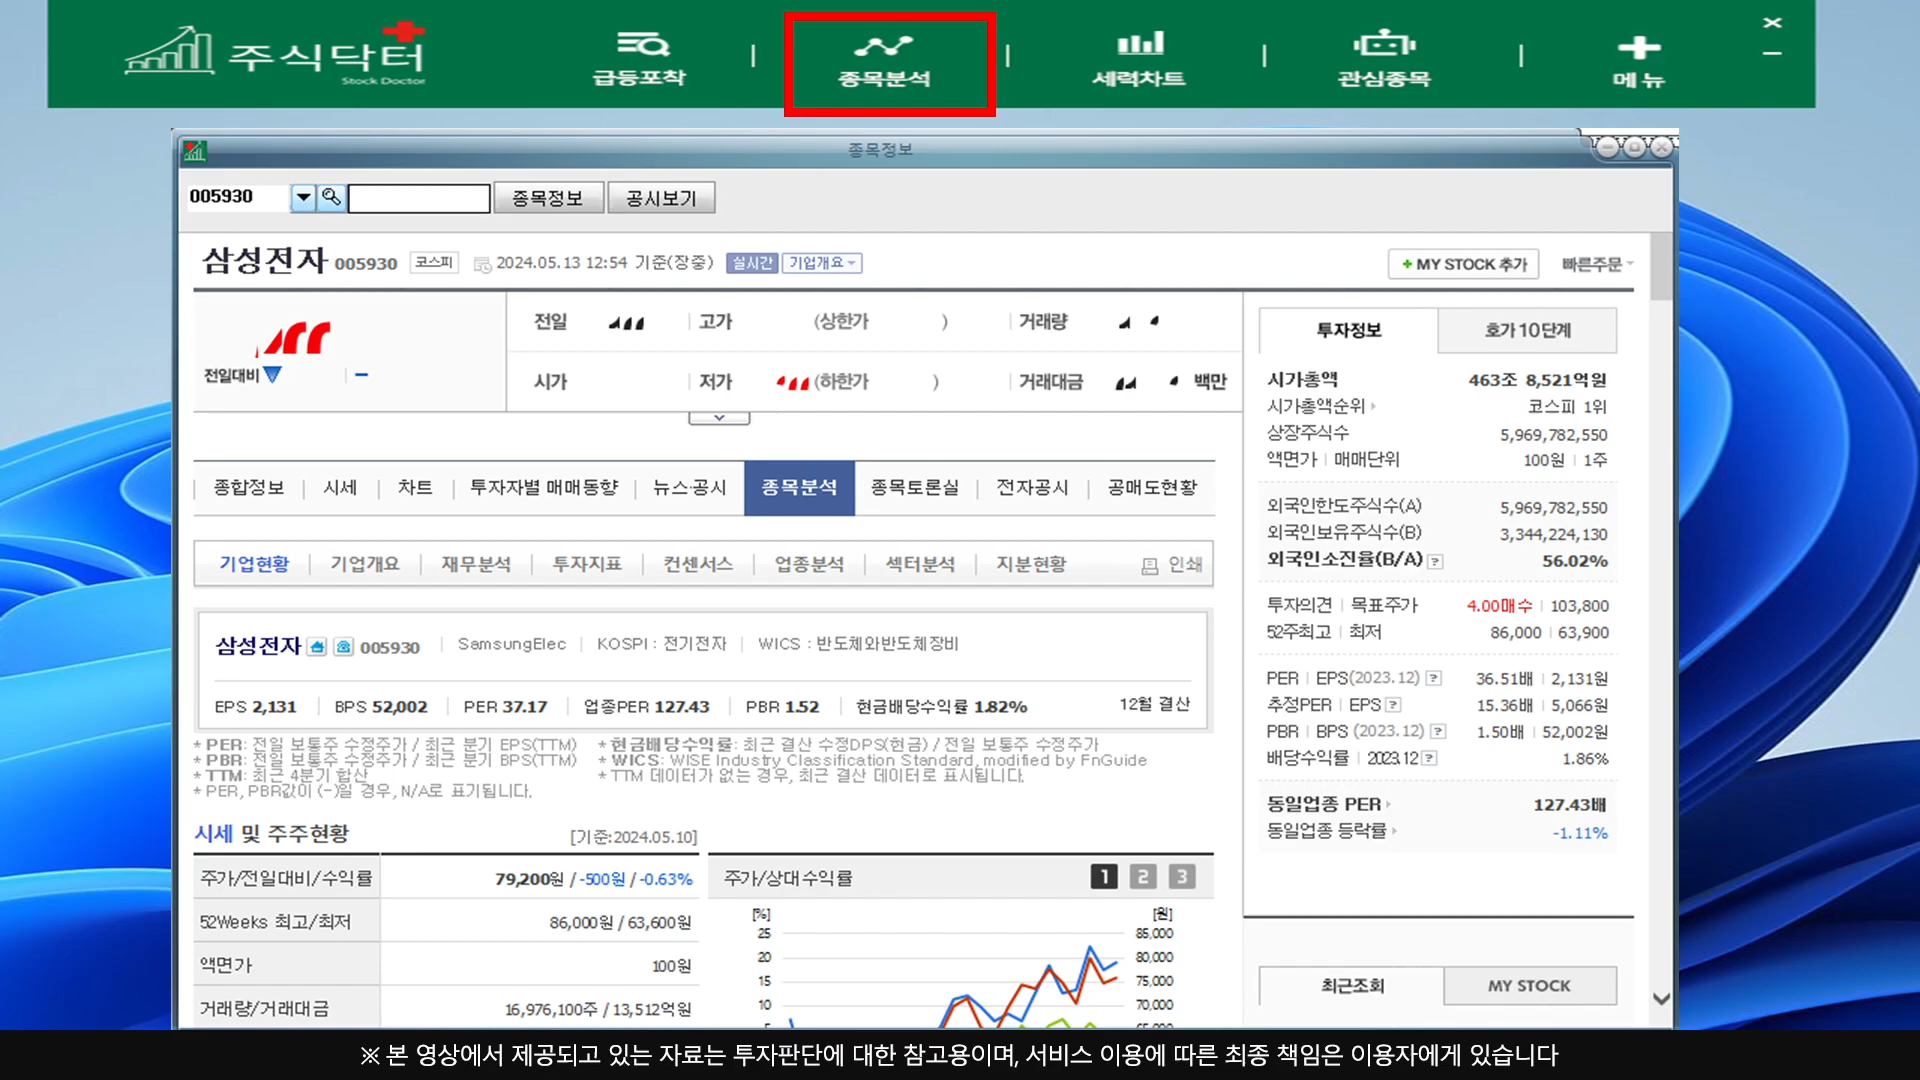 주식닥터
Stock Doctor
급등포착
종목분석
세력차트
관심종목
메뉴
종목정보
005930
종목정보
공시보기
삼성전자 005930 코스피 2024.05.13 12:54 기준(장중) 실시간 기업개요
+ MY STOCK 추가 빠른주문
전일대비
전일 고가 (상한가 ) 거래량
시가 저가 (하한가 ) 거래대금 백만
종합정보 시세 차트 투자자별 매매동향 뉴스·공시 종목분석 종목토론실 전자공시 공매도현황
기업현황 기업개요 재무분석 투자지표 컨센서스 업종분석 섹터분석 지분현황 인쇄
삼성전자 005930 SamsungElec KOSPI : 전기전자 WICS : 반도체와반도체장비
EPS 2,131 BPS 52,002 PER 37.17 업종PER 127.43 PBR 1.52 현금배당수익률 1.82% 12월 결산
* PER: 전일 보통주 수정주가 / 최근 분기 EPS(TTM)
* PBR: 전일 보통주 수정주가 / 최근 분기 BPS(TTM)
* TTM: 최근 4분기 합산
* PER, PBR값이 (-)일 경우, N/A로 표기됩니다.
* 현금배당수익률: 최근 결산 수정DPS(현금) / 전일 보통주 수정주가
* WICS: WISE Industry Classification Standard, modified by FnGuide
* TTM 데이터가 없는 경우, 최근 결산 데이터로 표시됩니다.
시세 및 주주현황 [기준:2024.05.10]
주가/전일대비/수익률 79,200원 / -500원 / -0.63%
52Weeks 최고/최저 86,000원 / 63,600원
액면가 100원
거래량/거래대금 16,976,100주 / 13,512억원
주가/상대수익률 1 2 3
[%] [원]
25 85,000
20 80,000
15 75,000
10 70,000
5 65,000
투자정보 호가 10단계
시가총액 463조 8,521억원
시가총액순위 코스피 1위
상장주식수 5,969,782,550
액면가 매매단위 100원 1주
외국인한도주식수(A) 5,969,782,550
외국인보유주식수(B) 3,344,224,130
외국인소진율(B/A) ? 56.02%
투자의견 목표주가 4.00매수 103,800
52주최고 최저 86,000 63,900
PER EPS(2023.12) ? 36.51배 2,131원
추정PER EPS ? 15.36배 5,066원
PBR BPS (2023.12) ? 1.50배 52,002원
배당수익률 2023.12 ? 1.86%
동일업종 PER 127.43배
동일업종 등락률 -1.11%
최근조회 MY STOCK
※ 본 영상에서 제공되고 있는 자료는 투자판단에 대한 참고용이며, 서비스 이용에 따른 최종 책임은 이용자에게 있습니다